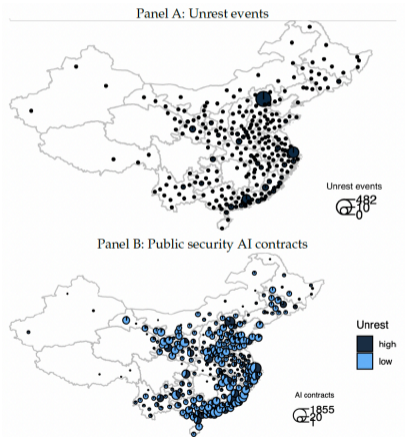 Panel A: Unrest events
Unrest events
482
10
0
Panel B: Public security AI contracts
Unrest
high
low
AI contracts
1855
20
1